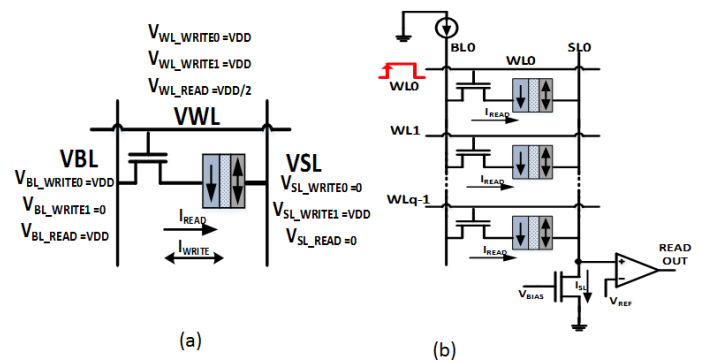 VWL_WRITE0 =VDD
VWL_WRITE1 =VDD
VWL_READ =VDD/2
VWL
VBL
VBL_WRITE0=VDD
VBL_WRITE1=0
VBL_READ=VDD
VSL
VSL_WRITE0 =0
VSL_WRITE1 =VDD
VSL_READ =0
IREAD
IWRITE
(a)
BL0
WL0
SL0
WL0
IREAD
WL1
IREAD
WLq-1
IREAD
VBIAS
ISL
+
-
VREF
READ
OUT
(b)